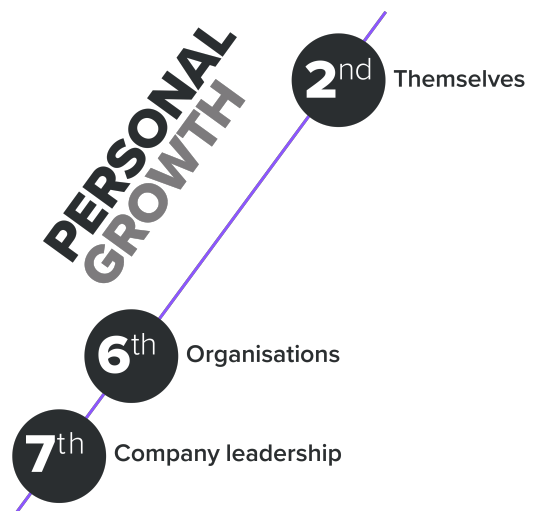 PERSONAL
GROWTH
2nd Themselves
6th Organisations
7th Company leadership